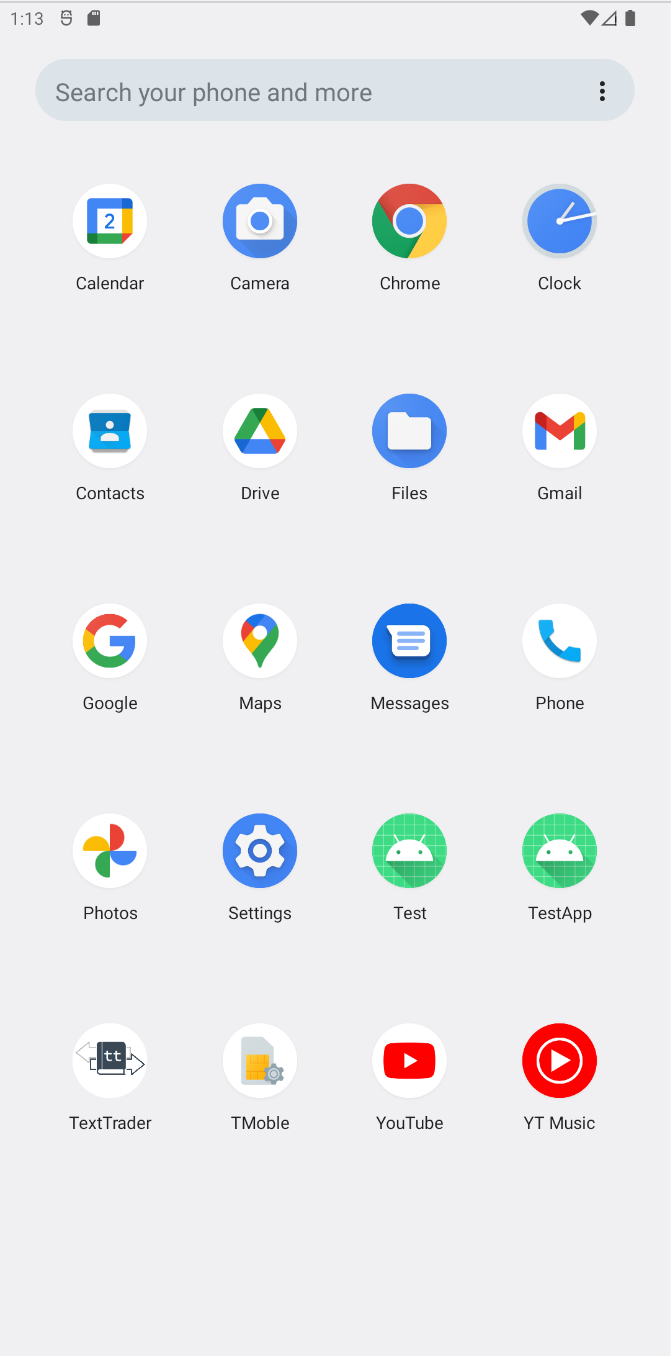 1:13
Search your phone and more
2
Calendar Camera Chrome Clock
Contacts Drive Files Gmail
Google Maps Messages Phone
Photos Settings Test TestApp
tt
TextTrader TMoble YouTube YT Music